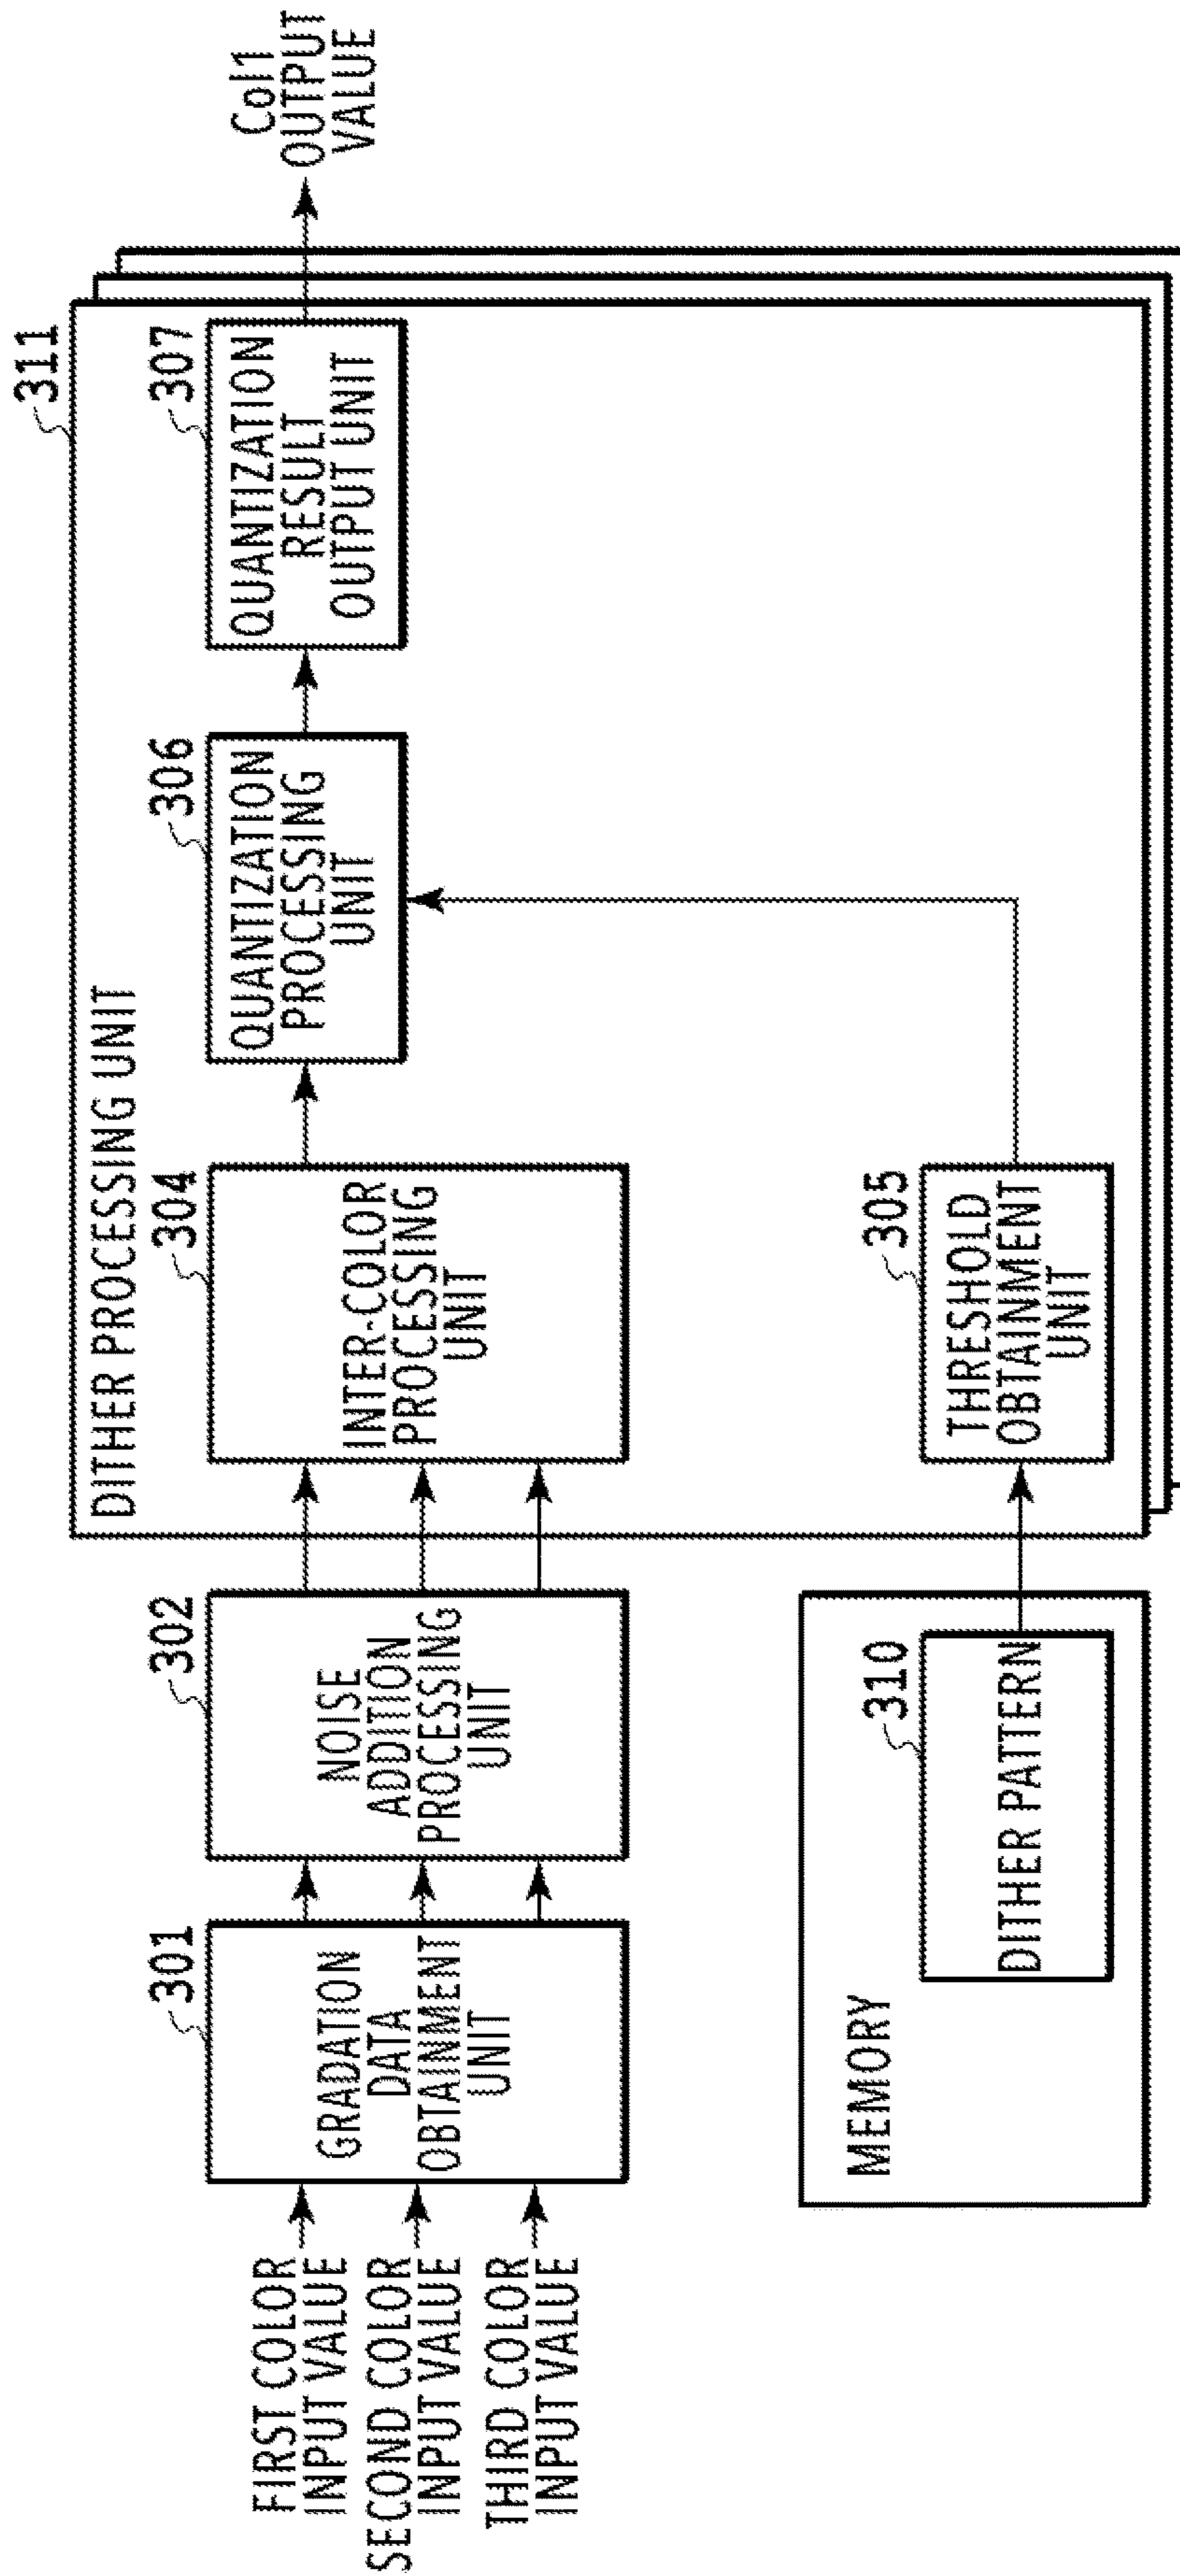 FIRST COLOR
INPUT VALUE
SECOND COLOR
INPUT VALUE
THIRD COLOR
INPUT VALUE
301
GRADATION
DATA
OBTAINMENT
UNIT
302
NOISE
ADDITION
PROCESSING
UNIT
MEMORY
310
DITHER PATTERN
311
DITHER PROCESSING UNIT
304
INTER-COLOR
PROCESSING
UNIT
305
THRESHOLD
OBTAINMENT
UNIT
306
QUANTIZATION
PROCESSING
UNIT
307
QUANTIZATION
RESULT
OUTPUT UNIT
Col1
OUTPUT
VALUE